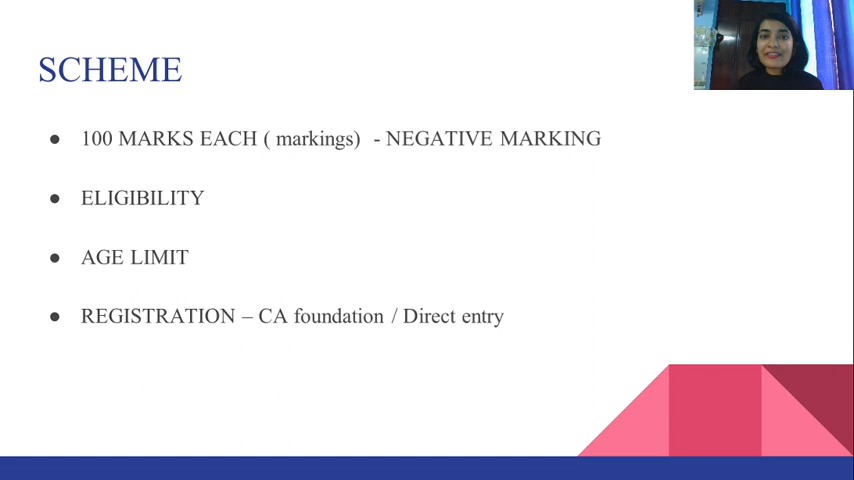 SCHEME
● 100 MARKS EACH ( markings)  - NEGATIVE MARKING
● ELIGIBILITY
● AGE LIMIT
● REGISTRATION – CA foundation / Direct entry